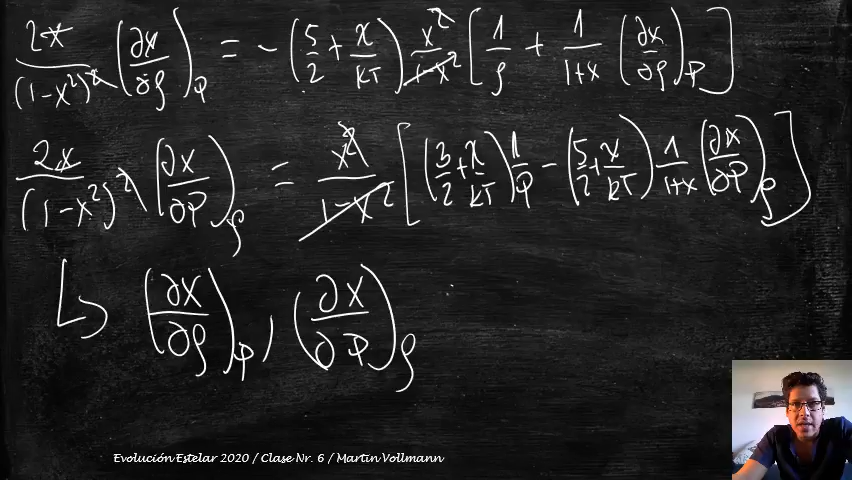 2x/(1-x²)² (∂x/∂ρ)_P = -(5/2 + χ/kT) x²/(1-x²) [1/ρ + 1/(1+x) (∂x/∂ρ)_P]
2x/(1-x²)² (∂x/∂P)_ρ = x²/(1-x²) [(3/2 + χ/kT) 1/P - (5/2 + χ/kT) 1/(1+x) (∂x/∂P)_ρ]
↳ (∂x/∂ρ)_P, (∂x/∂P)_ρ
Evolución Estelar 2020 / Clase Nr. 6 / Martin Vollmann